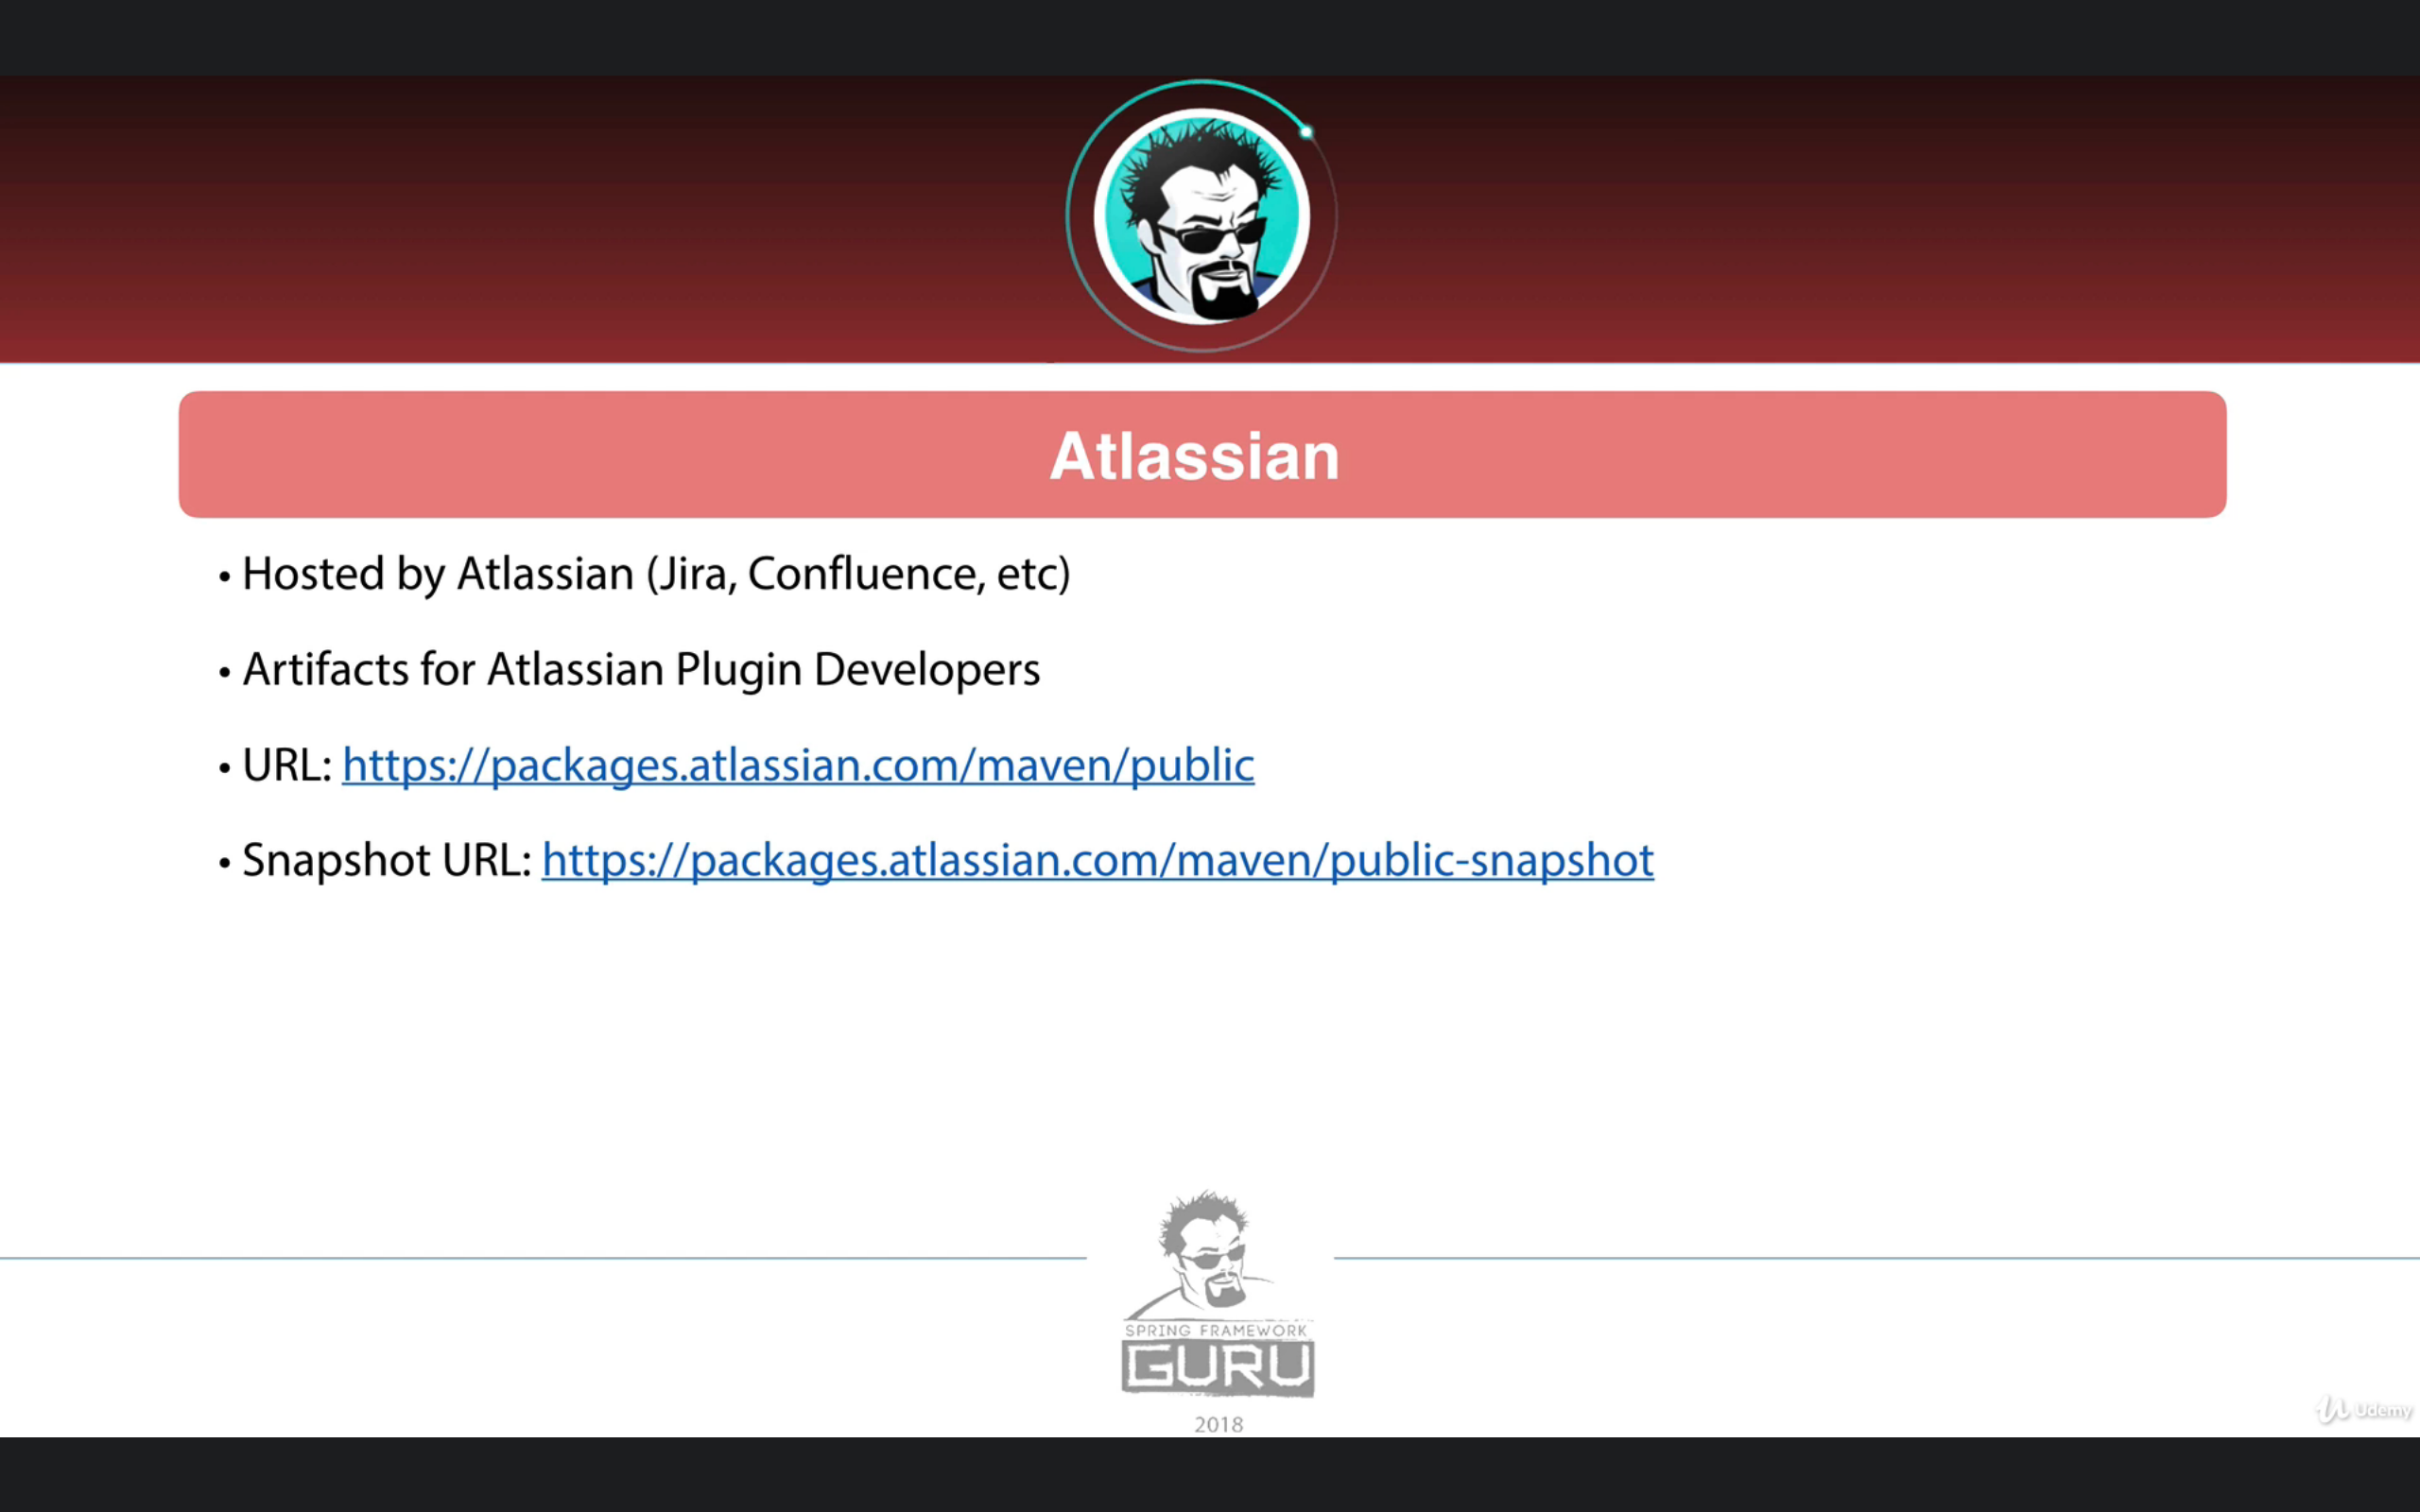 Atlassian
• Hosted by Atlassian (Jira, Confluence, etc)
• Artifacts for Atlassian Plugin Developers
• URL: https://packages.atlassian.com/maven/public
• Snapshot URL: https://packages.atlassian.com/maven/public-snapshot
SPRING FRAMEWORK
GURU
2018
Udemy